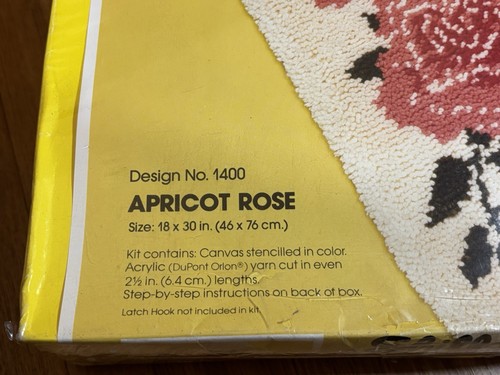 Design No. 1400
APRICOT ROSE
Size: 18 x 30 in. (46 x 76 cm.)
Kit contains: Canvas stencilled in color.
Acrylic (DuPont Orlon®) yarn cut in even
2½ in. (6.4 cm.) lengths.
Step-by-step instructions on back of box.
Latch Hook not included in kit.